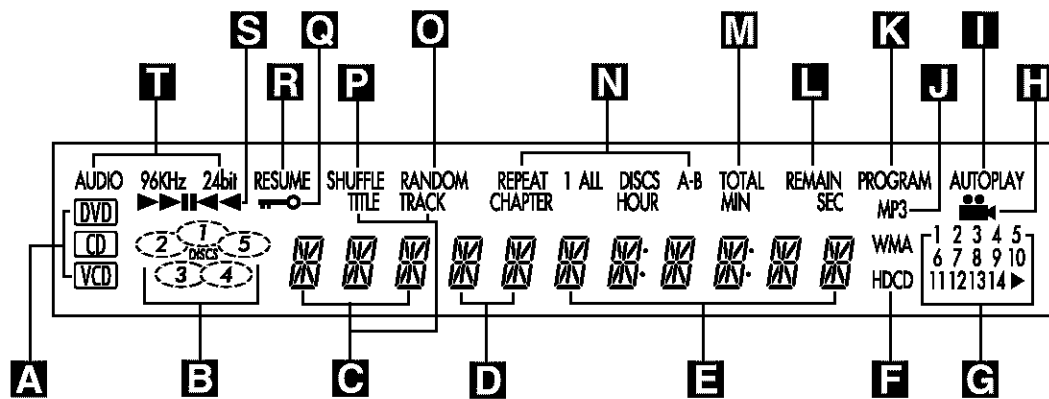 S Q O M K I
T R P N L J H
AUDIO 96KHz 24bit RESUME SHUFFLE RANDOM REPEAT 1 ALL DISCS A-B TOTAL REMAIN PROGRAM AUTOPLAY
TITLE TRACK CHAPTER HOUR MIN SEC MP3
DVD
CD
VCD
1
2 5
DISCS
3 4
WMA
HDCD
1 2 3 4 5
6 7 8 9 10
11 12 13 14
A B C D E F G